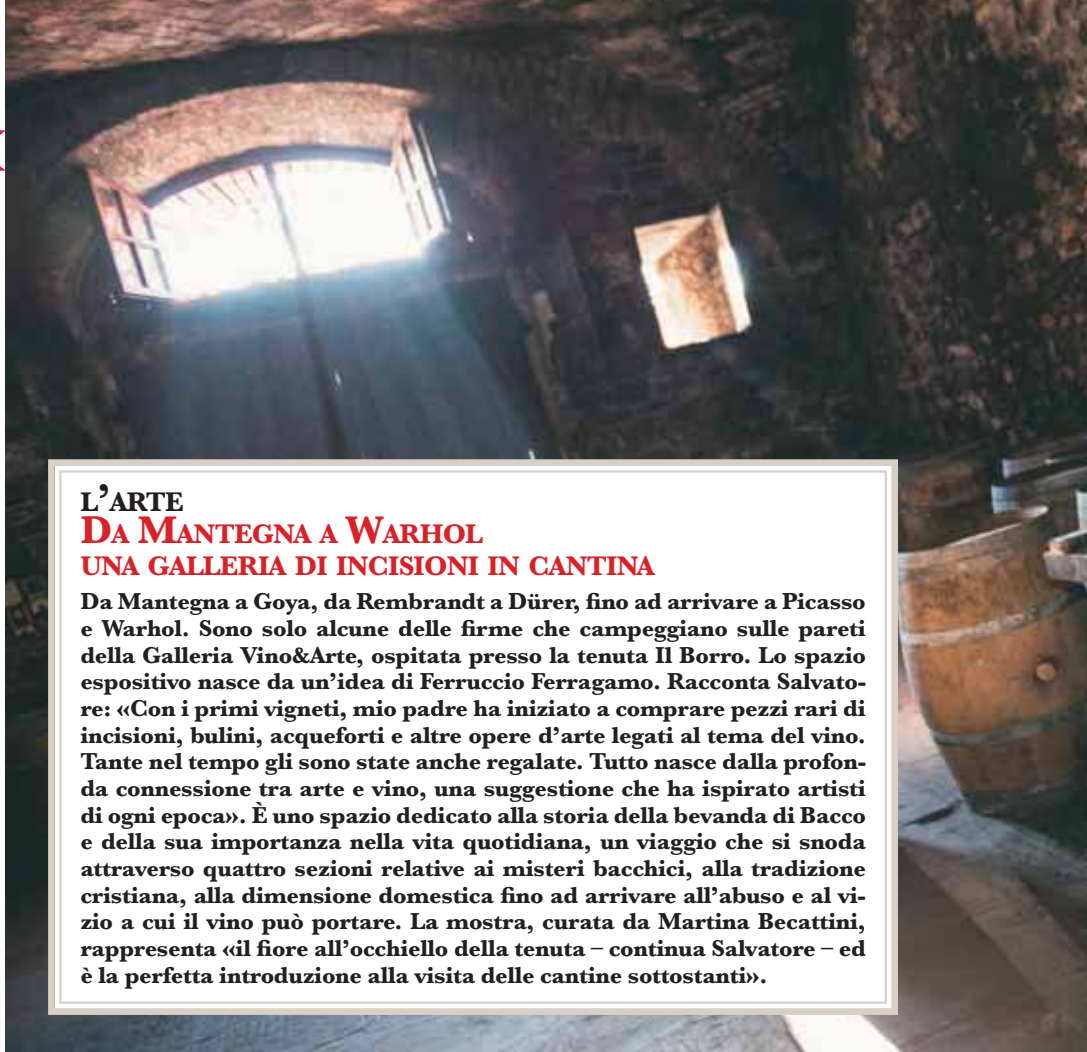 L'ARTE
DA MANTEGNA A WARHOL
UNA GALLERIA DI INCISIONI IN CANTINA
Da Mantegna a Goya, da Rembrandt a Dürer, fino ad arrivare a Picasso
e Warhol. Sono solo alcune delle firme che campeggiano sulle pareti
della Galleria Vino&Arte, ospitata presso la tenuta Il Borro. Lo spazio
espositivo nasce da un'idea di Ferruccio Ferragamo. Racconta Salvato-
re: «Con i primi vigneti, mio padre ha iniziato a comprare pezzi rari di
incisioni, bulini, acqueforti e altre opere d'arte legati al tema del vino.
Tante nel tempo gli sono state anche regalate. Tutto nasce dalla profon-
da connessione tra arte e vino, una suggestione che ha ispirato artisti
di ogni epoca». È uno spazio dedicato alla storia della bevanda di Bacco
e della sua importanza nella vita quotidiana, un viaggio che si snoda
attraverso quattro sezioni relative ai misteri bacchici, alla tradizione
cristiana, alla dimensione domestica fino ad arrivare all'abuso e al vi-
zio a cui il vino può portare. La mostra, curata da Martina Becattini,
rappresenta «il fiore all'occhiello della tenuta – continua Salvatore – ed
è la perfetta introduzione alla visita delle cantine sottostanti».